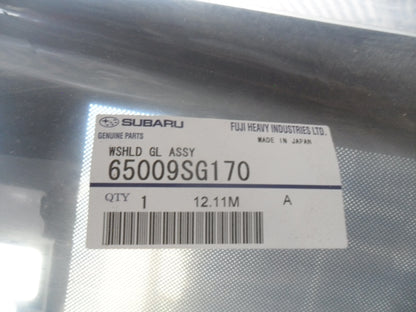 SUBARU FUJI HEAVY INDUSTRIES LTD.
GENUINE PARTS MADE IN JAPAN
WSHLD GL ASSY
65009SG170
QTY 1 12.11M A